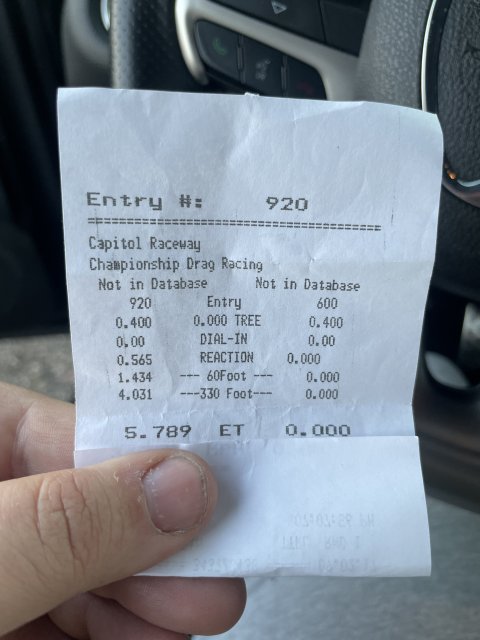 Entry #: 920
=====================================
Capitol Raceway
Championship Drag Racing
Not in Database Not in Database
920 Entry 600
0.400 0.000 TREE 0.400
0.00 DIAL-IN 0.00
0.565 REACTION 0.000
1.434 --- 60Foot --- 0.000
4.031 ---330 Foot--- 0.000
5.789 ET 0.000